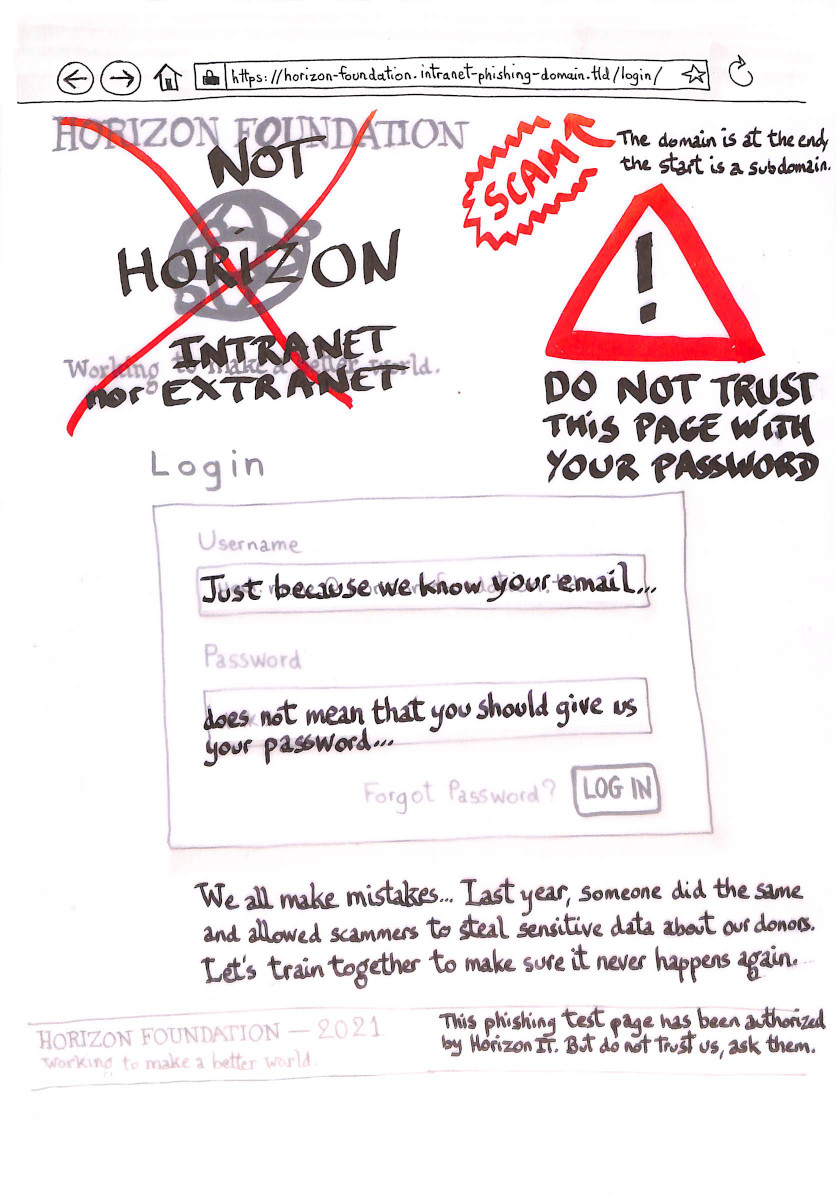 https://horizon-foundation.intranet-phishing-domain.tld/login/
HORIZON FOUNDATION
NOT
HORIZON
INTRANET
nor EXTRANET
Working to make a better world.
SCAM
The domain is at the end,
the start is a subdomain.
!
DO NOT TRUST
THIS PAGE WITH
YOUR PASSWORD
Login
Username
Just because we know your email...
Password
does not mean that you should give us
your password...
Forgot Password?
LOG IN
We all make mistakes... Last year, someone did the same
and allowed scammers to steal sensitive data about our donors.
Let's train together to make sure it never happens again.
HORIZON FOUNDATION — 2021
Working to make a better world.
This phishing test page has been authorized
by Horizon IT. But do not trust us, ask them.